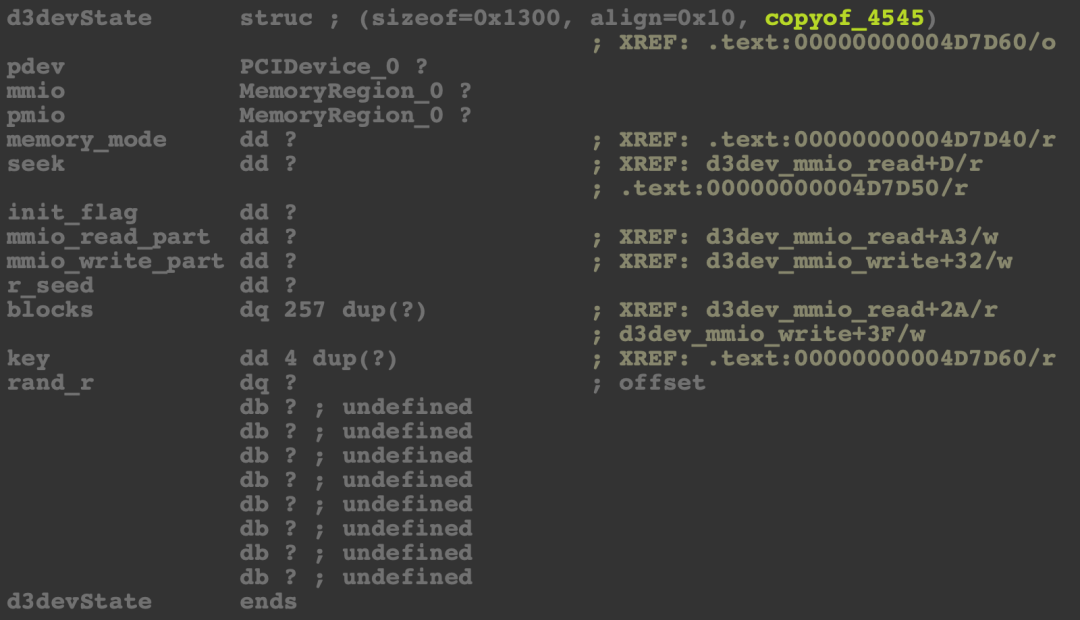 d3devState      struc ; (sizeof=0x1300, align=0x10, copyof_4545)
                                        ; XREF: .text:00000000004D7D60/o
pdev            PCIDevice_0 ?
mmio            MemoryRegion_0 ?
pmio            MemoryRegion_0 ?
memory_mode     dd ?                    ; XREF: .text:00000000004D7D40/r
seek            dd ?                    ; XREF: d3dev_mmio_read+D/r
                                        ; .text:00000000004D7D50/r
init_flag       dd ?
mmio_read_part  dd ?                    ; XREF: d3dev_mmio_read+A3/w
mmio_write_part dd ?                    ; XREF: d3dev_mmio_write+32/w
r_seed          dd ?
blocks          dq 257 dup(?)           ; XREF: d3dev_mmio_read+2A/r
                                        ; d3dev_mmio_write+3F/w
key             dd 4 dup(?)             ; XREF: .text:00000000004D7D60/r
rand_r          dq ?                    ; offset
                db ? ; undefined
                db ? ; undefined
                db ? ; undefined
                db ? ; undefined
                db ? ; undefined
                db ? ; undefined
                db ? ; undefined
                db ? ; undefined
d3devState      ends